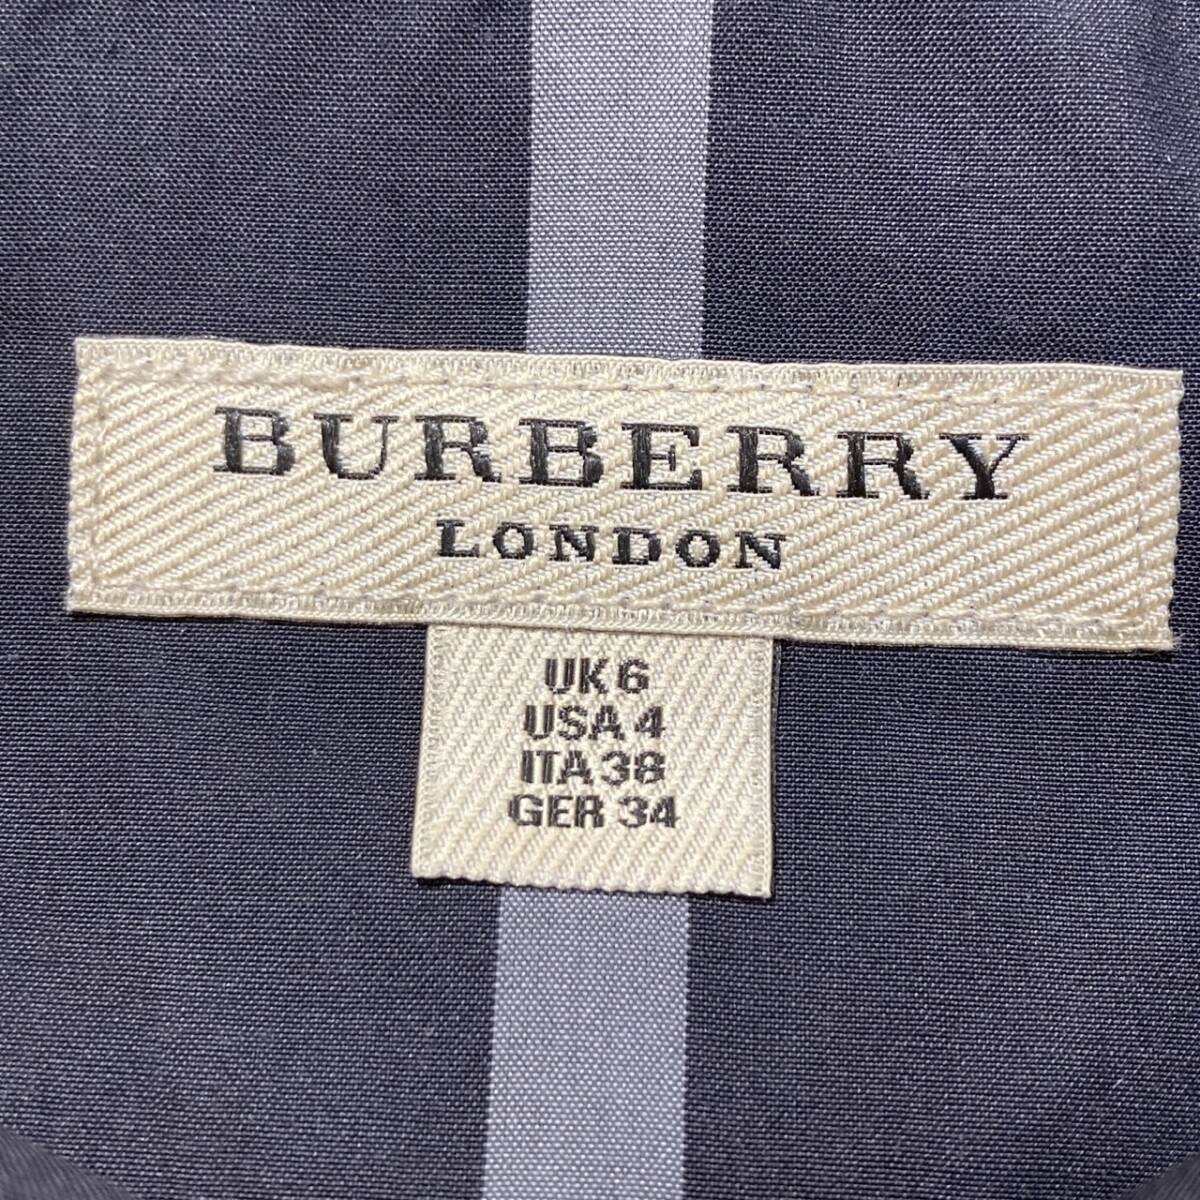 BURBERRY
LONDON
UK 6
USA 4
ITA 38
GER 34